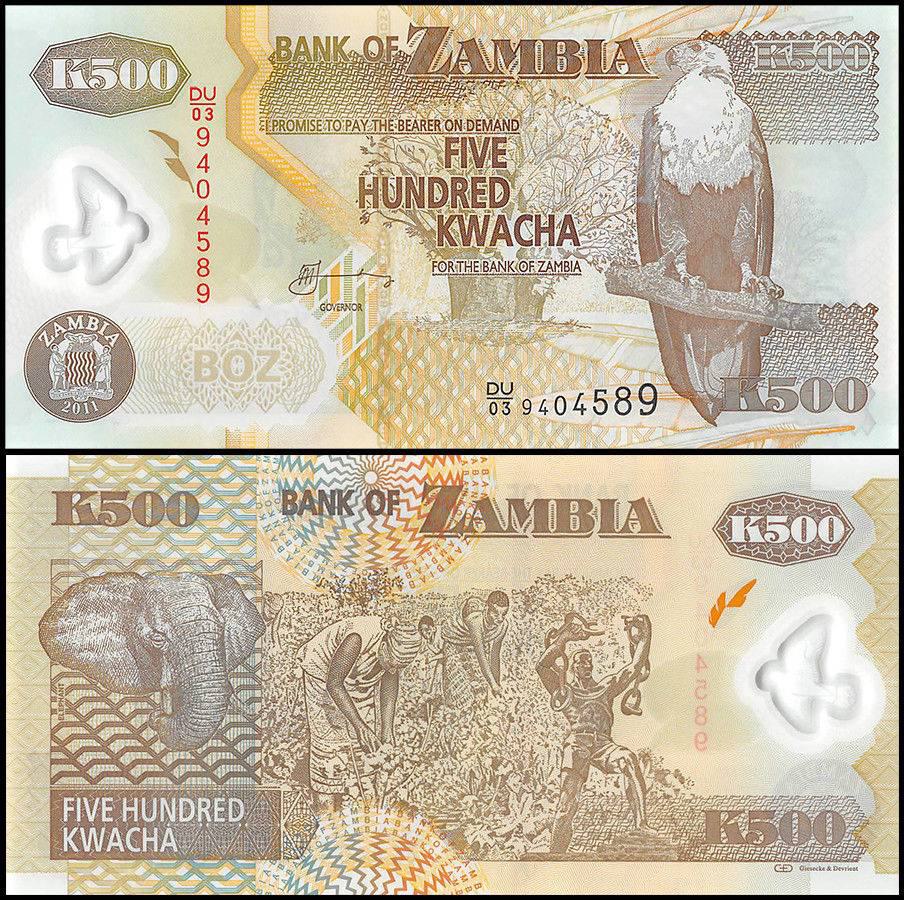 BANK OF ZAMBIA
K500
K500
DU/03 9404589
I PROMISE TO PAY THE BEARER ON DEMAND
FIVE
HUNDRED
KWACHA
FOR THE BANK OF ZAMBIA
GOVERNOR
ZAMBIA
2011
BOZ
DU/03 9404589
K500
K500
BANK OF ZAMBIA
K500
4589
ELEPHANT
FIVE HUNDRED
KWACHA
K500
Giesecke & Devrient